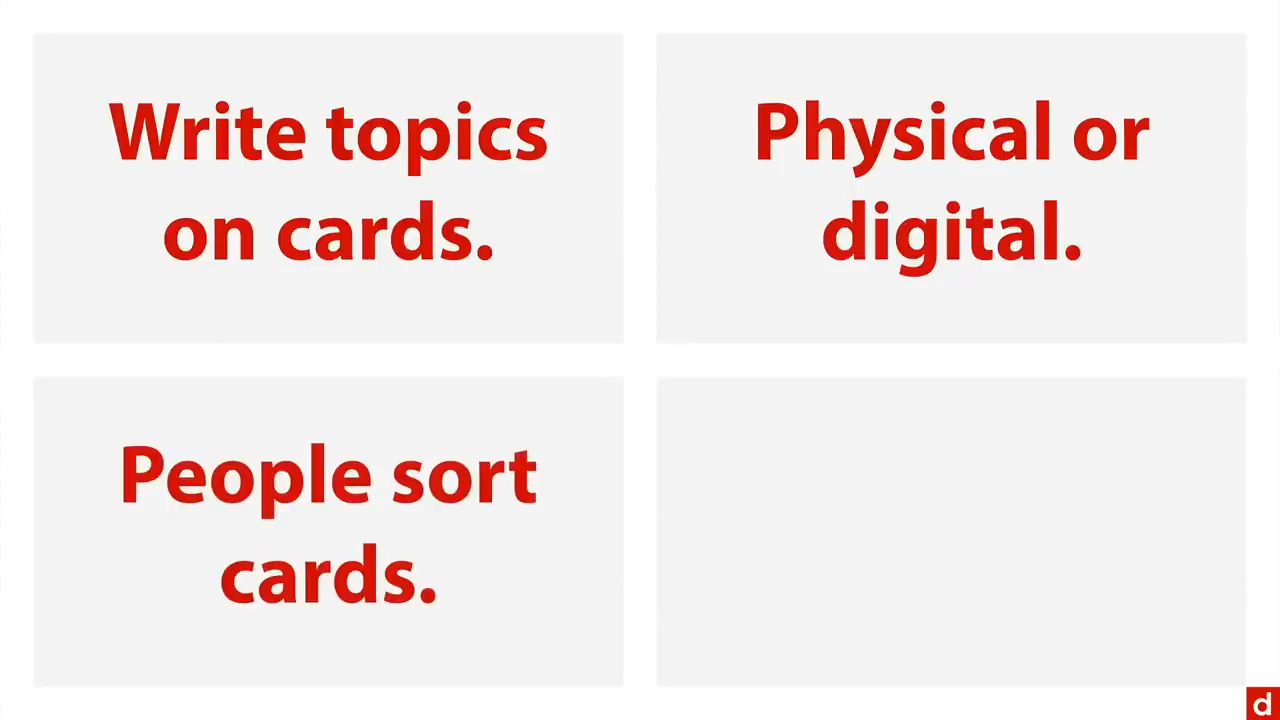 Write topics
on cards.
Physical or
digital.
People sort
cards.
d